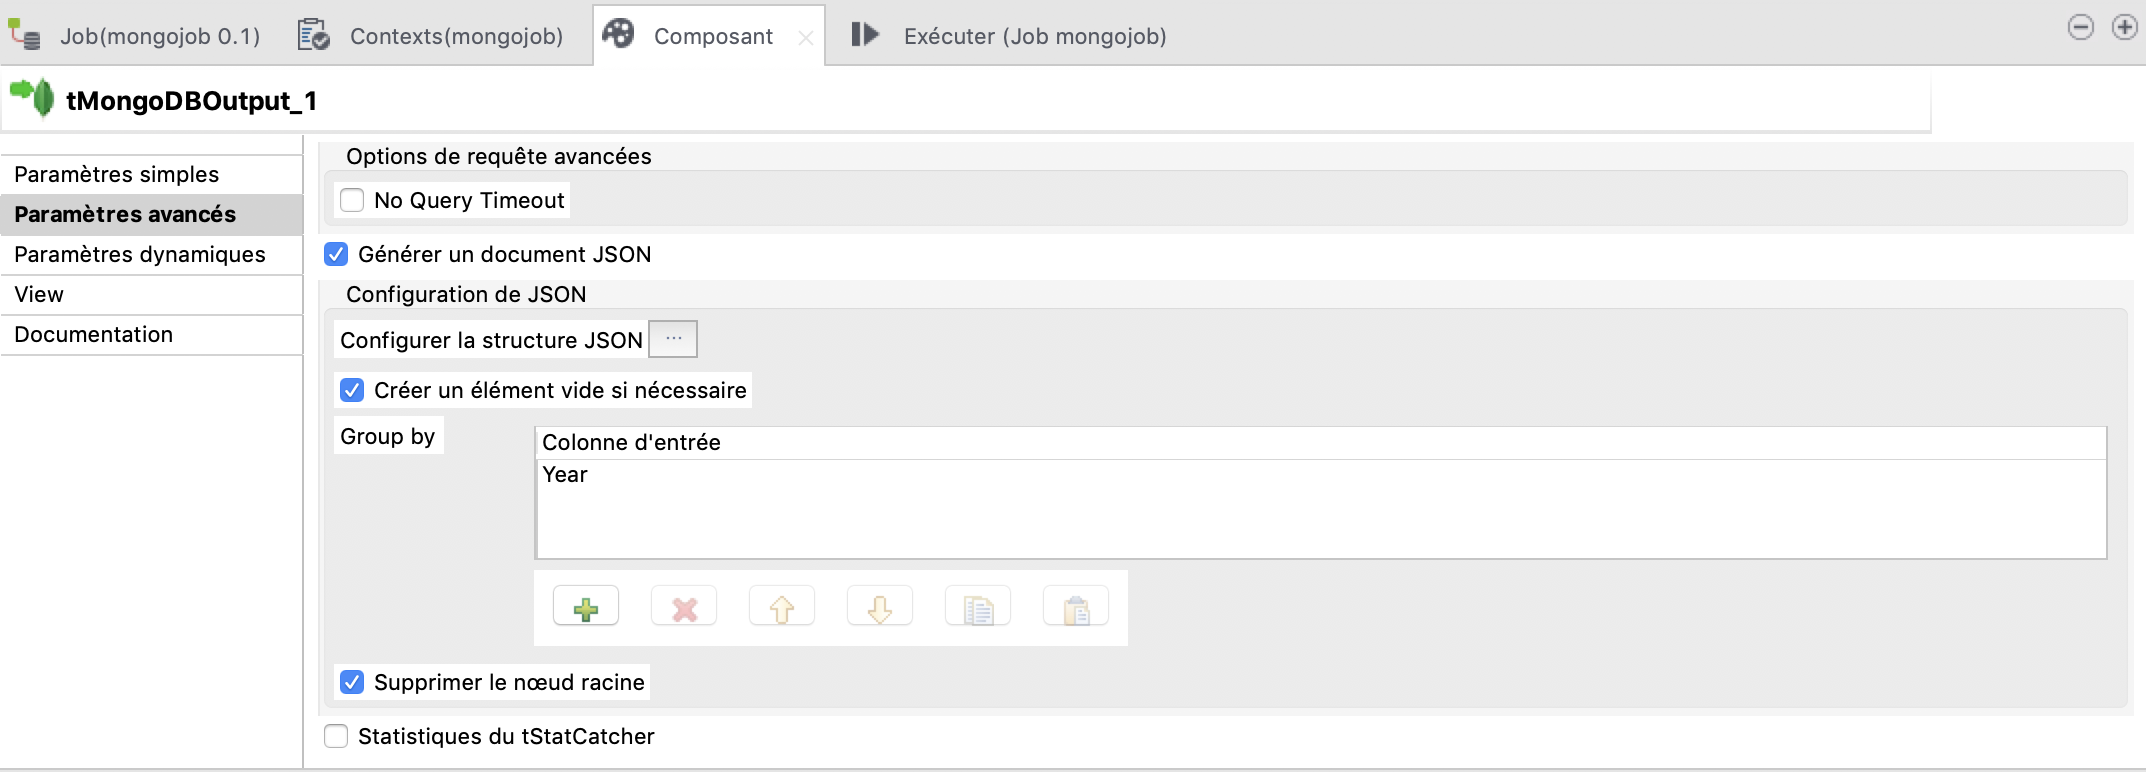 Job(mongojob 0.1)
Contexts(mongojob)
Composant
Exécuter (Job mongojob)
tMongoDBOutput_1
Paramètres simples
Paramètres avancés
Paramètres dynamiques
View
Documentation
Options de requête avancées
No Query Timeout
Générer un document JSON
Configuration de JSON
Configurer la structure JSON ...
Créer un élément vide si nécessaire
Group by
Colonne d'entrée
Year
Supprimer le nœud racine
Statistiques du tStatCatcher